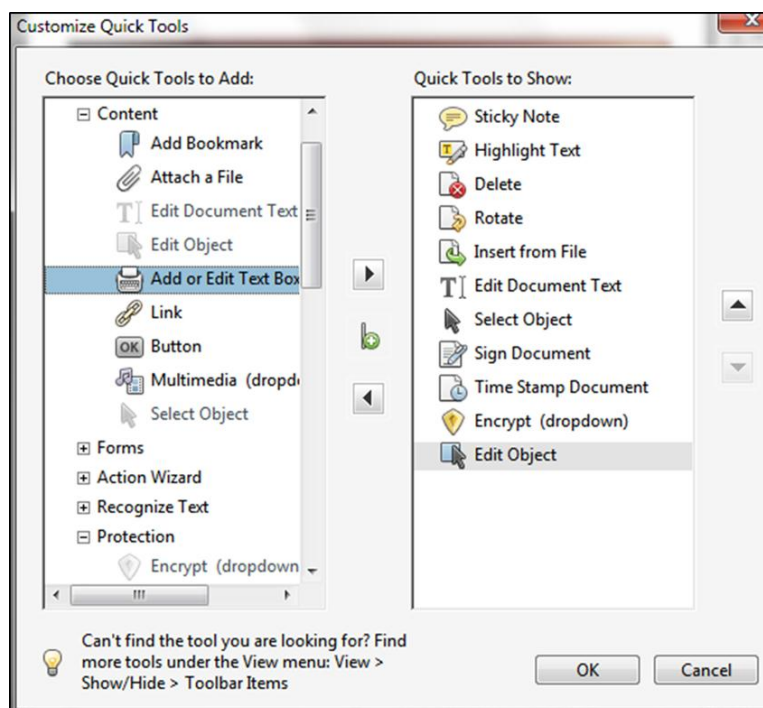 Customize Quick Tools
Choose Quick Tools to Add:
Content
Add Bookmark
Attach a File
Edit Document Text
Edit Object
Add or Edit Text Box
Link
OK Button
Multimedia (dropd
Select Object
Forms
Action Wizard
Recognize Text
Protection
Encrypt (dropdown
Quick Tools to Show:
Sticky Note
Highlight Text
Delete
Rotate
Insert from File
Edit Document Text
Select Object
Sign Document
Time Stamp Document
Encrypt (dropdown)
Edit Object
Can't find the tool you are looking for? Find
more tools under the View menu: View >
Show/Hide > Toolbar Items
OK
Cancel